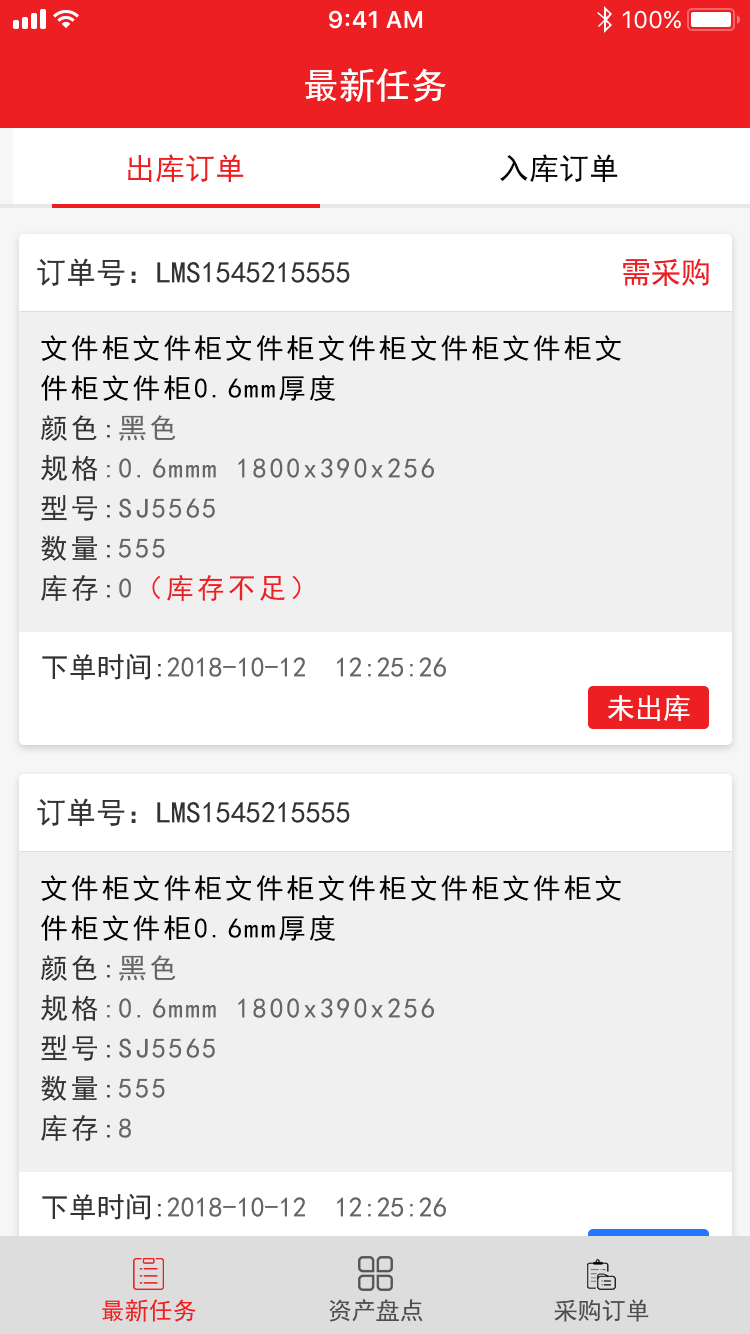 9:41 AM 100%
最新任务
出库订单 入库订单
订单号：LMS1545215555 需采购
文件柜文件柜文件柜文件柜文件柜文件柜文
件柜文件柜0.6mm厚度
颜色:黑色
规格:0.6mmm 1800x390x256
型号:SJ5565
数量:555
库存:0（库存不足）
下单时间:2018-10-12 12:25:26
未出库
订单号：LMS1545215555
文件柜文件柜文件柜文件柜文件柜文件柜文
件柜文件柜0.6mm厚度
颜色:黑色
规格:0.6mmm 1800x390x256
型号:SJ5565
数量:555
库存:8
下单时间:2018-10-12 12:25:26
最新任务 资产盘点 采购订单